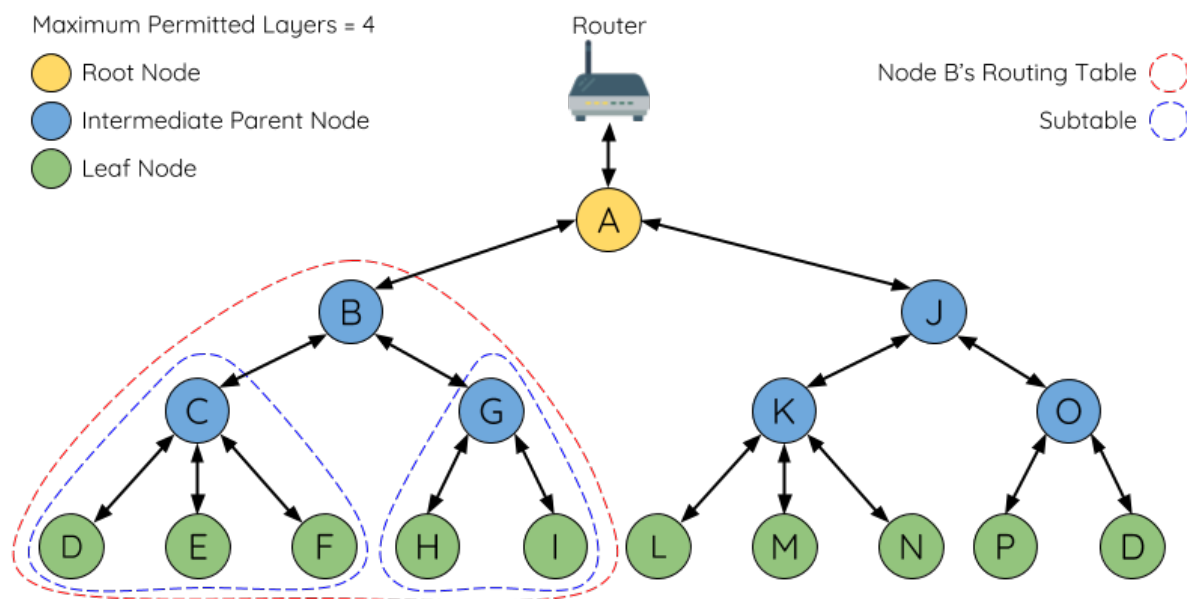 Maximum Permitted Layers = 4
Router
Root Node
Node B's Routing Table
Intermediate Parent Node
Subtable
Leaf Node
A
B
J
C
G
K
O
D
E
F
H
I
L
M
N
P
D